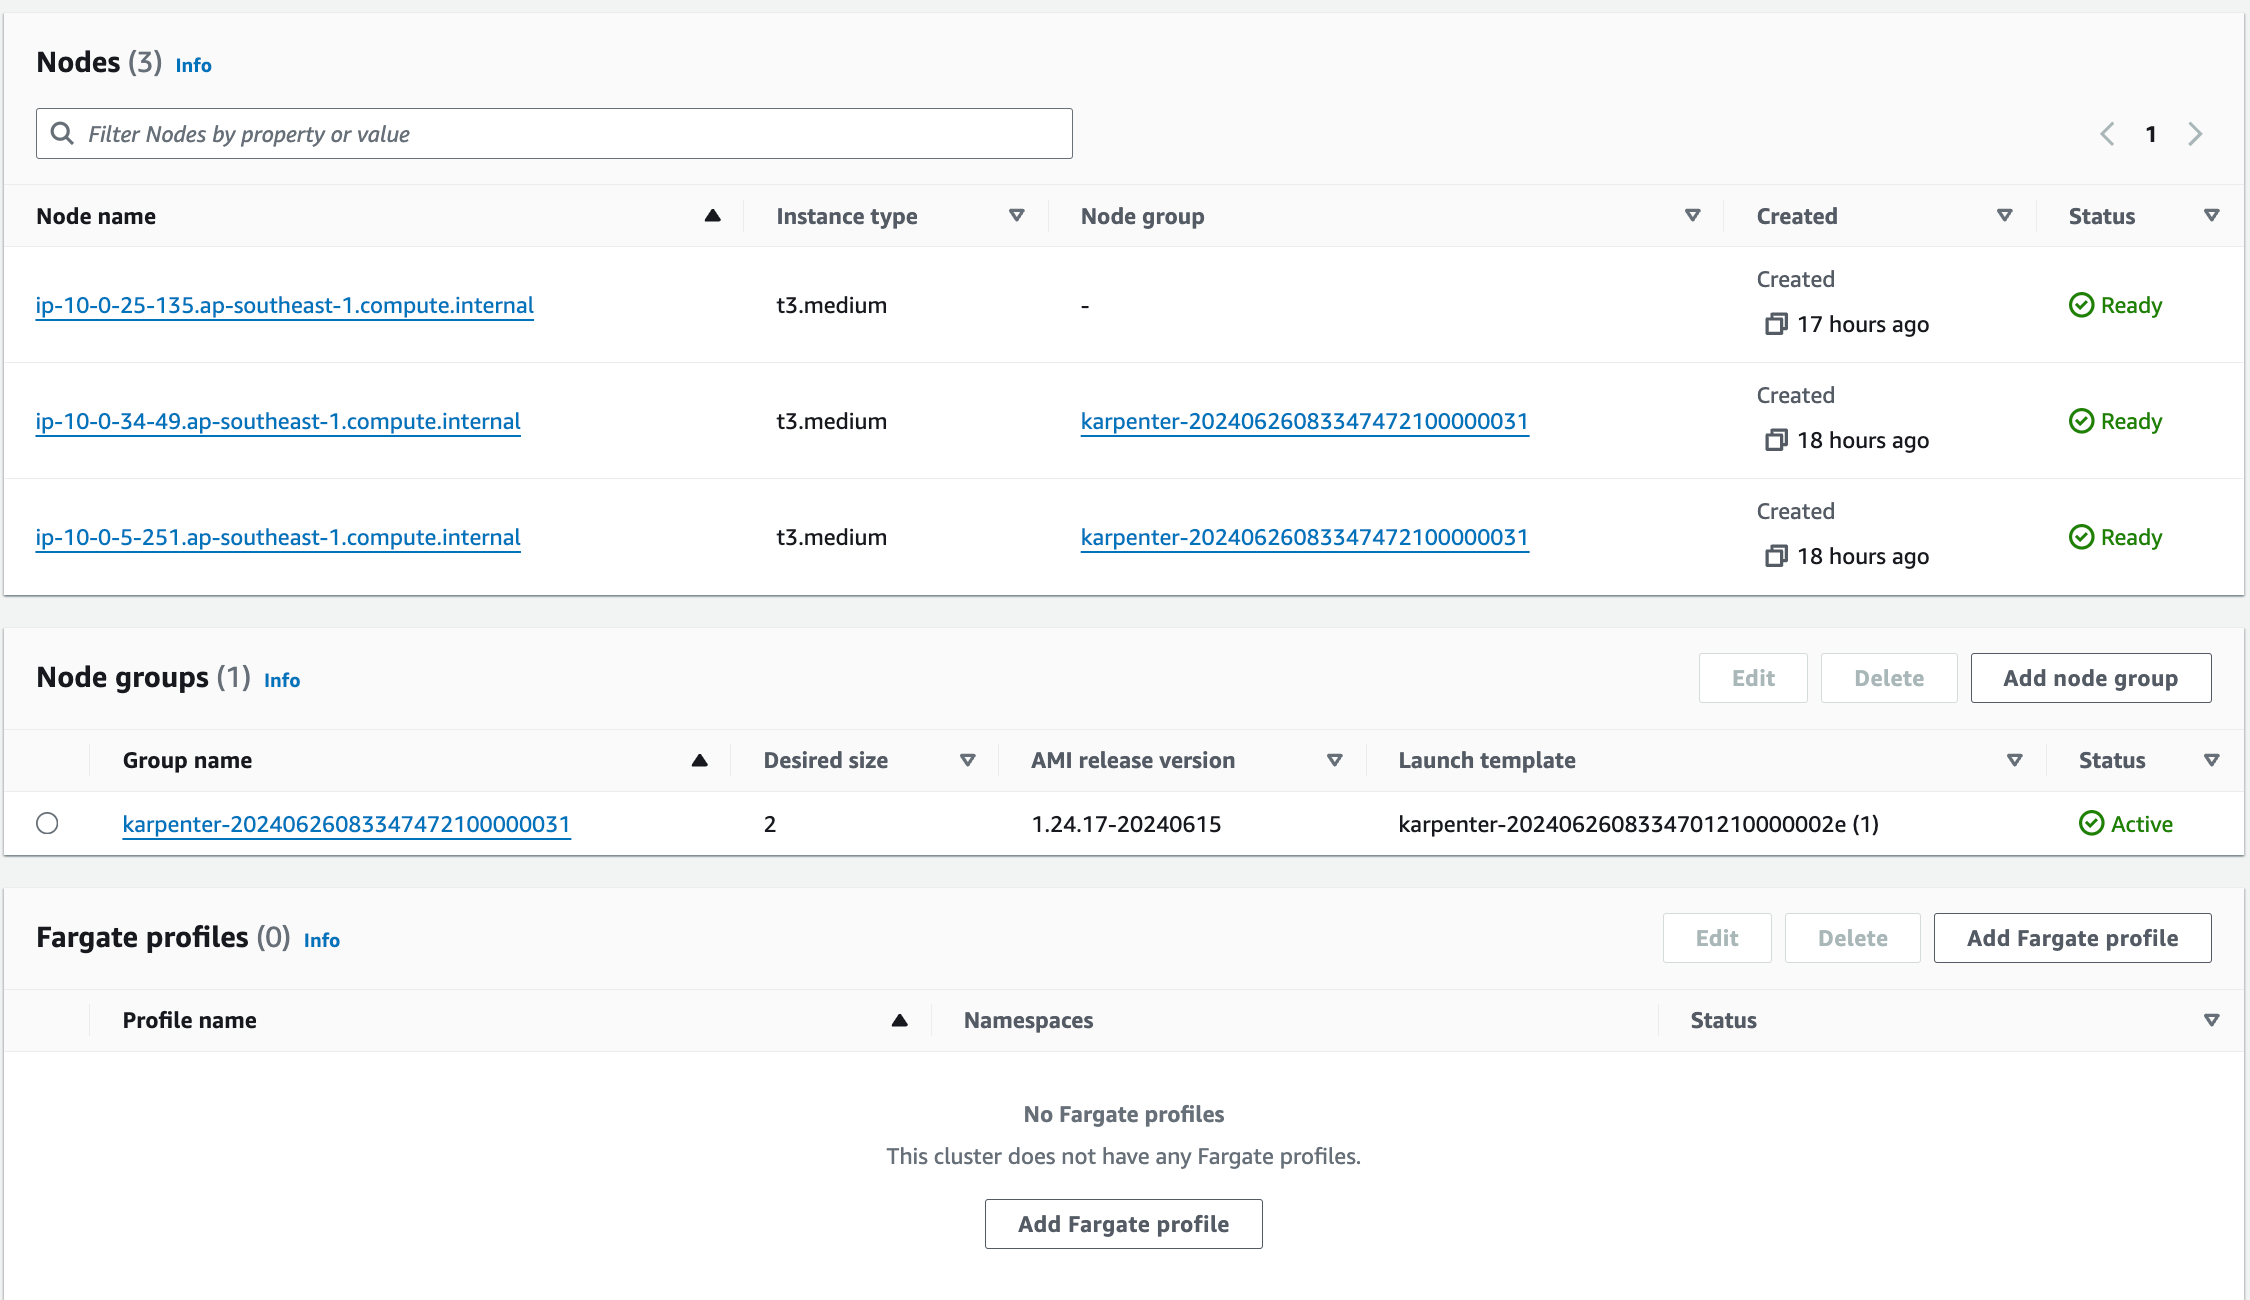 Nodes (3) Info
Filter Nodes by property or value
1
Node name Instance type Node group Created Status
ip-10-0-25-135.ap-southeast-1.compute.internal t3.medium - Created 17 hours ago Ready
ip-10-0-34-49.ap-southeast-1.compute.internal t3.medium karpenter-20240626083347472100000031 Created 18 hours ago Ready
ip-10-0-5-251.ap-southeast-1.compute.internal t3.medium karpenter-20240626083347472100000031 Created 18 hours ago Ready
Node groups (1) Info Edit Delete Add node group
Group name Desired size AMI release version Launch template Status
karpenter-20240626083347472100000031 2 1.24.17-20240615 karpenter-2024062608334701210000002e (1) Active
Fargate profiles (0) Info Edit Delete Add Fargate profile
Profile name Namespaces Status
No Fargate profiles
This cluster does not have any Fargate profiles.
Add Fargate profile